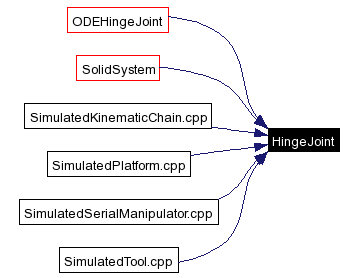 ODEHingeJoint
SolidSystem
SimulatedKinematicChain.cpp
HingeJoint
SimulatedPlatform.cpp
SimulatedSerialManipulator.cpp
SimulatedTool.cpp